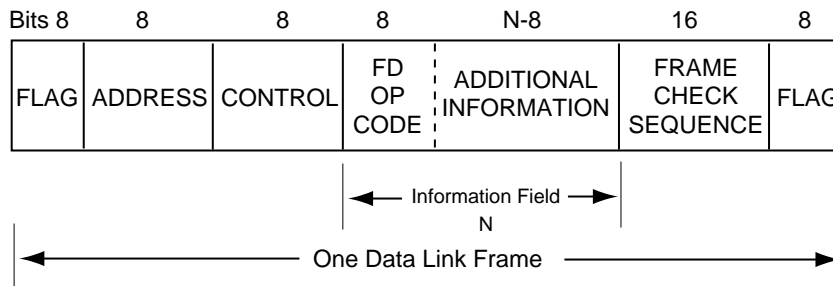 Bits 8 8 8 8 N-8 16 8
FLAG ADDRESS CONTROL
FD
OP
CODE
ADDITIONAL
INFORMATION
FRAME
CHECK
SEQUENCE
FLAG
Information Field
N
One Data Link Frame